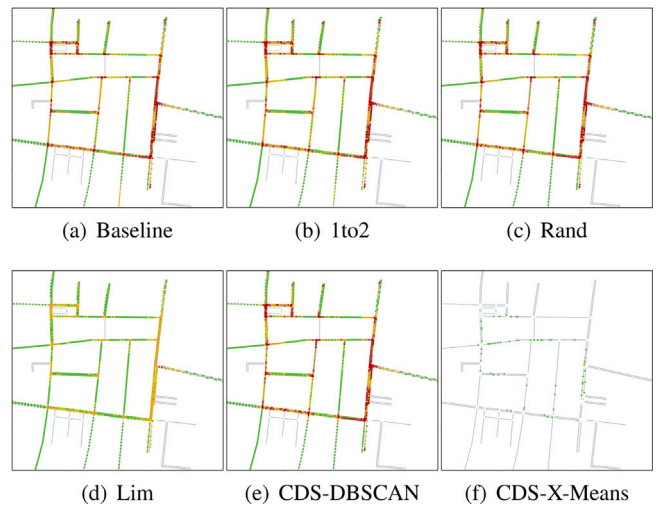 (a) Baseline
(b) 1to2
(c) Rand
(d) Lim
(e) CDS-DBSCAN
(f) CDS-X-Means